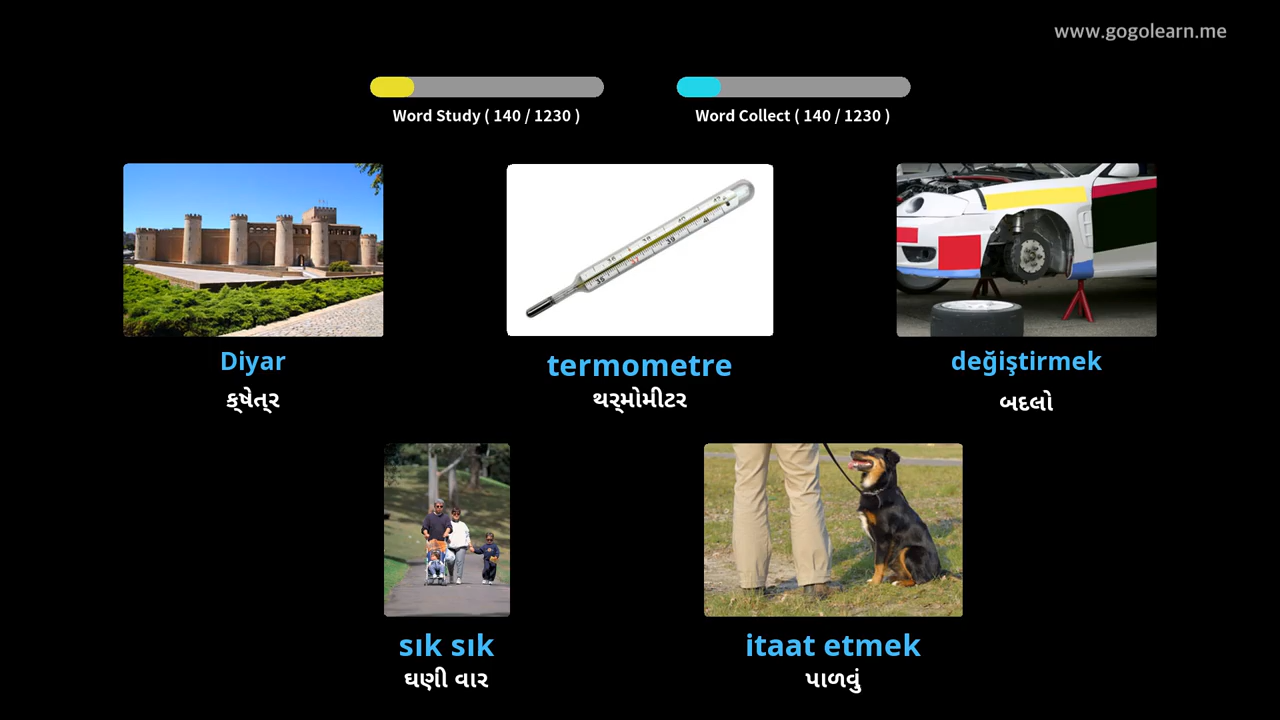 www.gogolearn.me
Word Study ( 140 / 1230 )
Word Collect ( 140 / 1230 )
Diyar
ક્ષેત્ર
termometre
થર્મોમીટર
değiştirmek
બદલો
sık sık
ઘણી વાર
itaat etmek
પાળવું